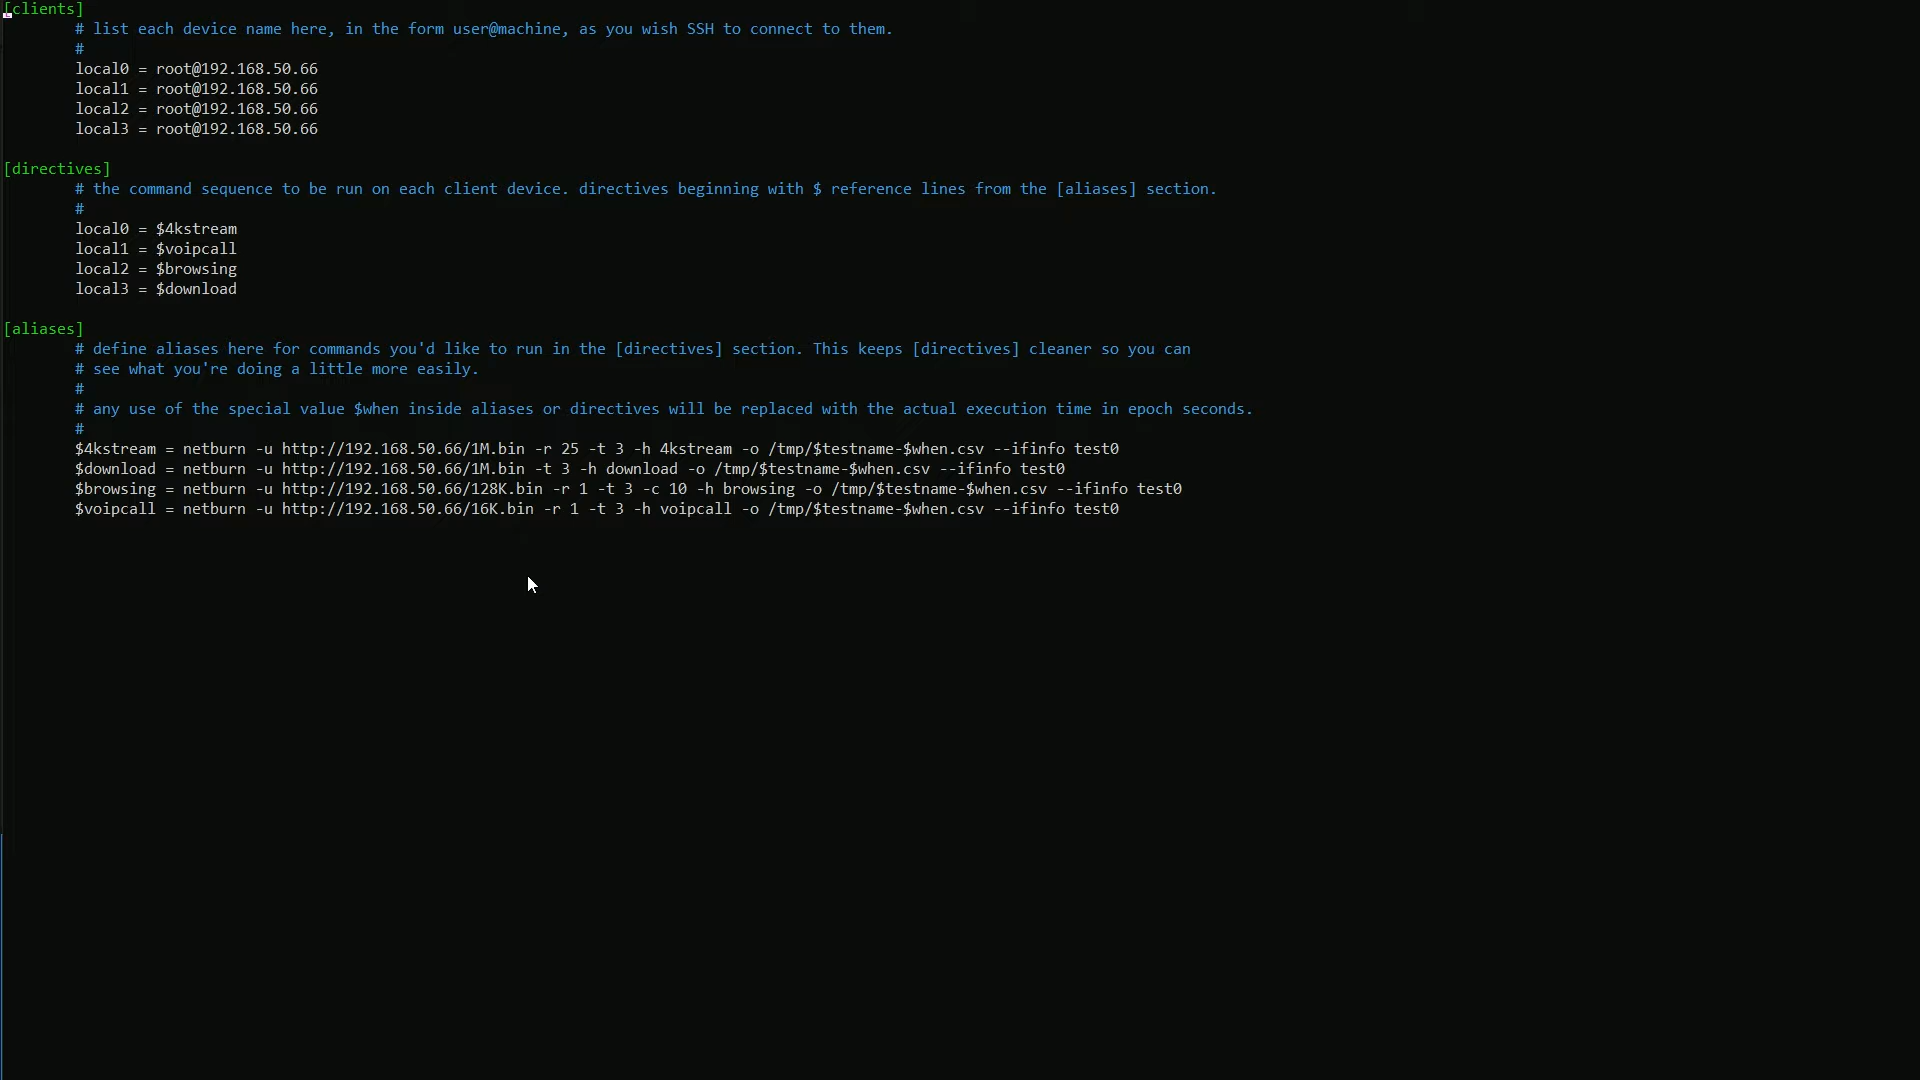 [clients]
# list each device name here, in the form user@machine, as you wish SSH to connect to them.
#
local0 = root@192.168.50.66
local1 = root@192.168.50.66
local2 = root@192.168.50.66
local3 = root@192.168.50.66
[directives]
# the command sequence to be run on each client device. directives beginning with $ reference lines from the [aliases] section.
#
local0 = $4kstream
local1 = $voipcall
local2 = $browsing
local3 = $download
[aliases]
# define aliases here for commands you'd like to run in the [directives] section. This keeps [directives] cleaner so you can
# see what you're doing a little more easily.
#
# any use of the special value $when inside aliases or directives will be replaced with the actual execution time in epoch seconds.
#
$4kstream = netburn -u http://192.168.50.66/1M.bin -r 25 -t 3 -h 4kstream -o /tmp/$testname-$when.csv --ifinfo test0
$download = netburn -u http://192.168.50.66/1M.bin -t 3 -h download -o /tmp/$testname-$when.csv --ifinfo test0
$browsing = netburn -u http://192.168.50.66/128K.bin -r 1 -t 3 -c 10 -h browsing -o /tmp/$testname-$when.csv --ifinfo test0
$voipcall = netburn -u http://192.168.50.66/16K.bin -r 1 -t 3 -h voipcall -o /tmp/$testname-$when.csv --ifinfo test0